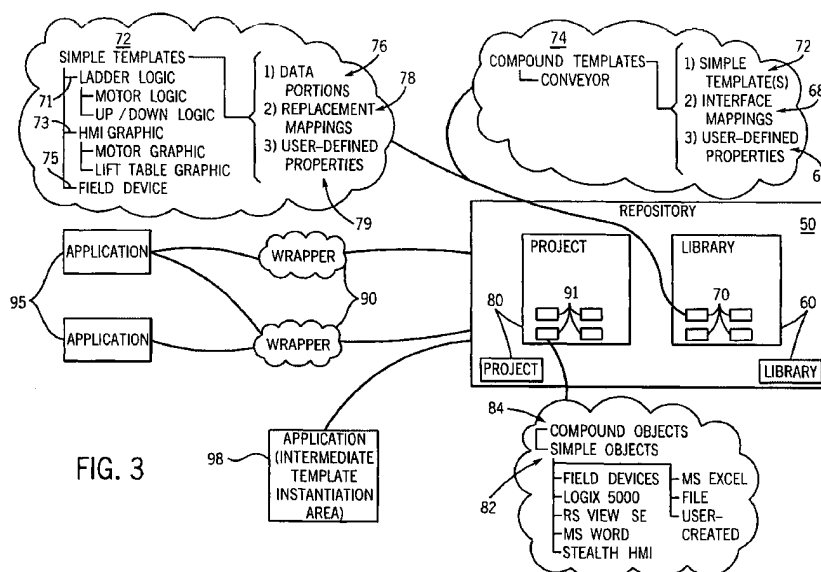 72
SIMPLE TEMPLATES
71
LADDER LOGIC
MOTOR LOGIC
UP/DOWN LOGIC
73
HMI GRAPHIC
MOTOR GRAPHIC
LIFT TABLE GRAPHIC
75
FIELD DEVICE
76
1) DATA PORTIONS
78
2) REPLACEMENT MAPPINGS
3) USER-DEFINED PROPERTIES
79
74
COMPOUND TEMPLATES
CONVEYOR
72
1) SIMPLE TEMPLATE(S)
68
2) INTERFACE MAPPINGS
3) USER-DEFINED PROPERTIES
6
REPOSITORY
50
95
APPLICATION
APPLICATION
WRAPPER
90
WRAPPER
PROJECT
91
80
PROJECT
LIBRARY
70
60
LIBRARY
FIG. 3
98
APPLICATION
(INTERMEDIATE
TEMPLATE
INSTANTIATION
AREA)
84
COMPOUND OBJECTS
SIMPLE OBJECTS
82
FIELD DEVICES
LOGIX 5000
RS VIEW SE
MS WORD
STEALTH HMI
MS EXCEL
FILE
USER-
CREATED